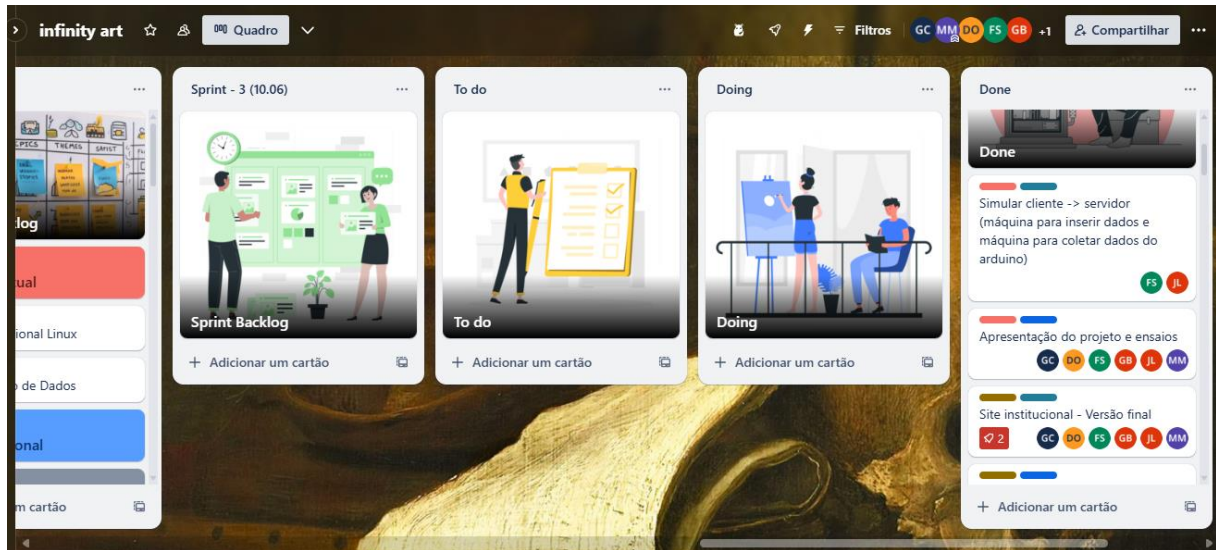 infinity art
Quadro
Filtros
GC MM DO FS GB +1
Compartilhar
TOPICS THEMES
log
tual
ional Linux
o de Dados
onal
m cartão
Sprint - 3 (10.06)
Sprint Backlog
+ Adicionar um cartão
To do
To do
+ Adicionar um cartão
Doing
Doing
+ Adicionar um cartão
Done
Done
Simular cliente -> servidor
(máquina para inserir dados e
máquina para coletar dados do
arduino)
FS JL
Apresentação do projeto e ensaios
GC DO FS GB JL MM
Site institucional - Versão final
2 GC DO FS GB JL MM
+ Adicionar um cartão